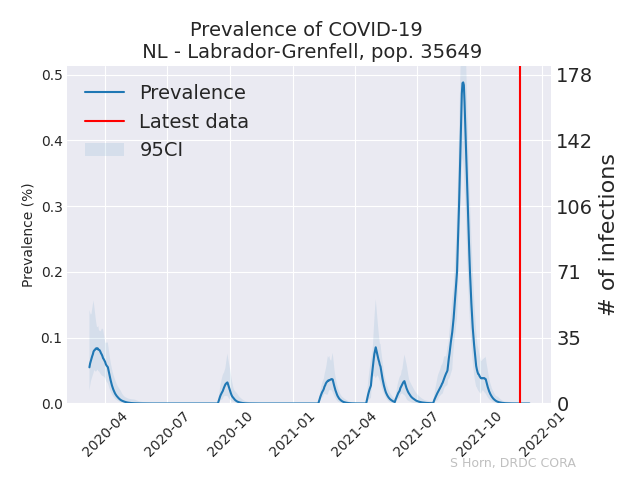 Prevalence of COVID-19
NL - Labrador-Grenfell, pop. 35649
Prevalence
Latest data
95CI
Prevalence (%)
0.5
0.4
0.3
0.2
0.1
0.0
178
142
106
71
35
0
# of infections
2020-04
2020-07
2020-10
2021-01
2021-04
2021-07
2021-10
2022-01
S Horn, DRDC CORA